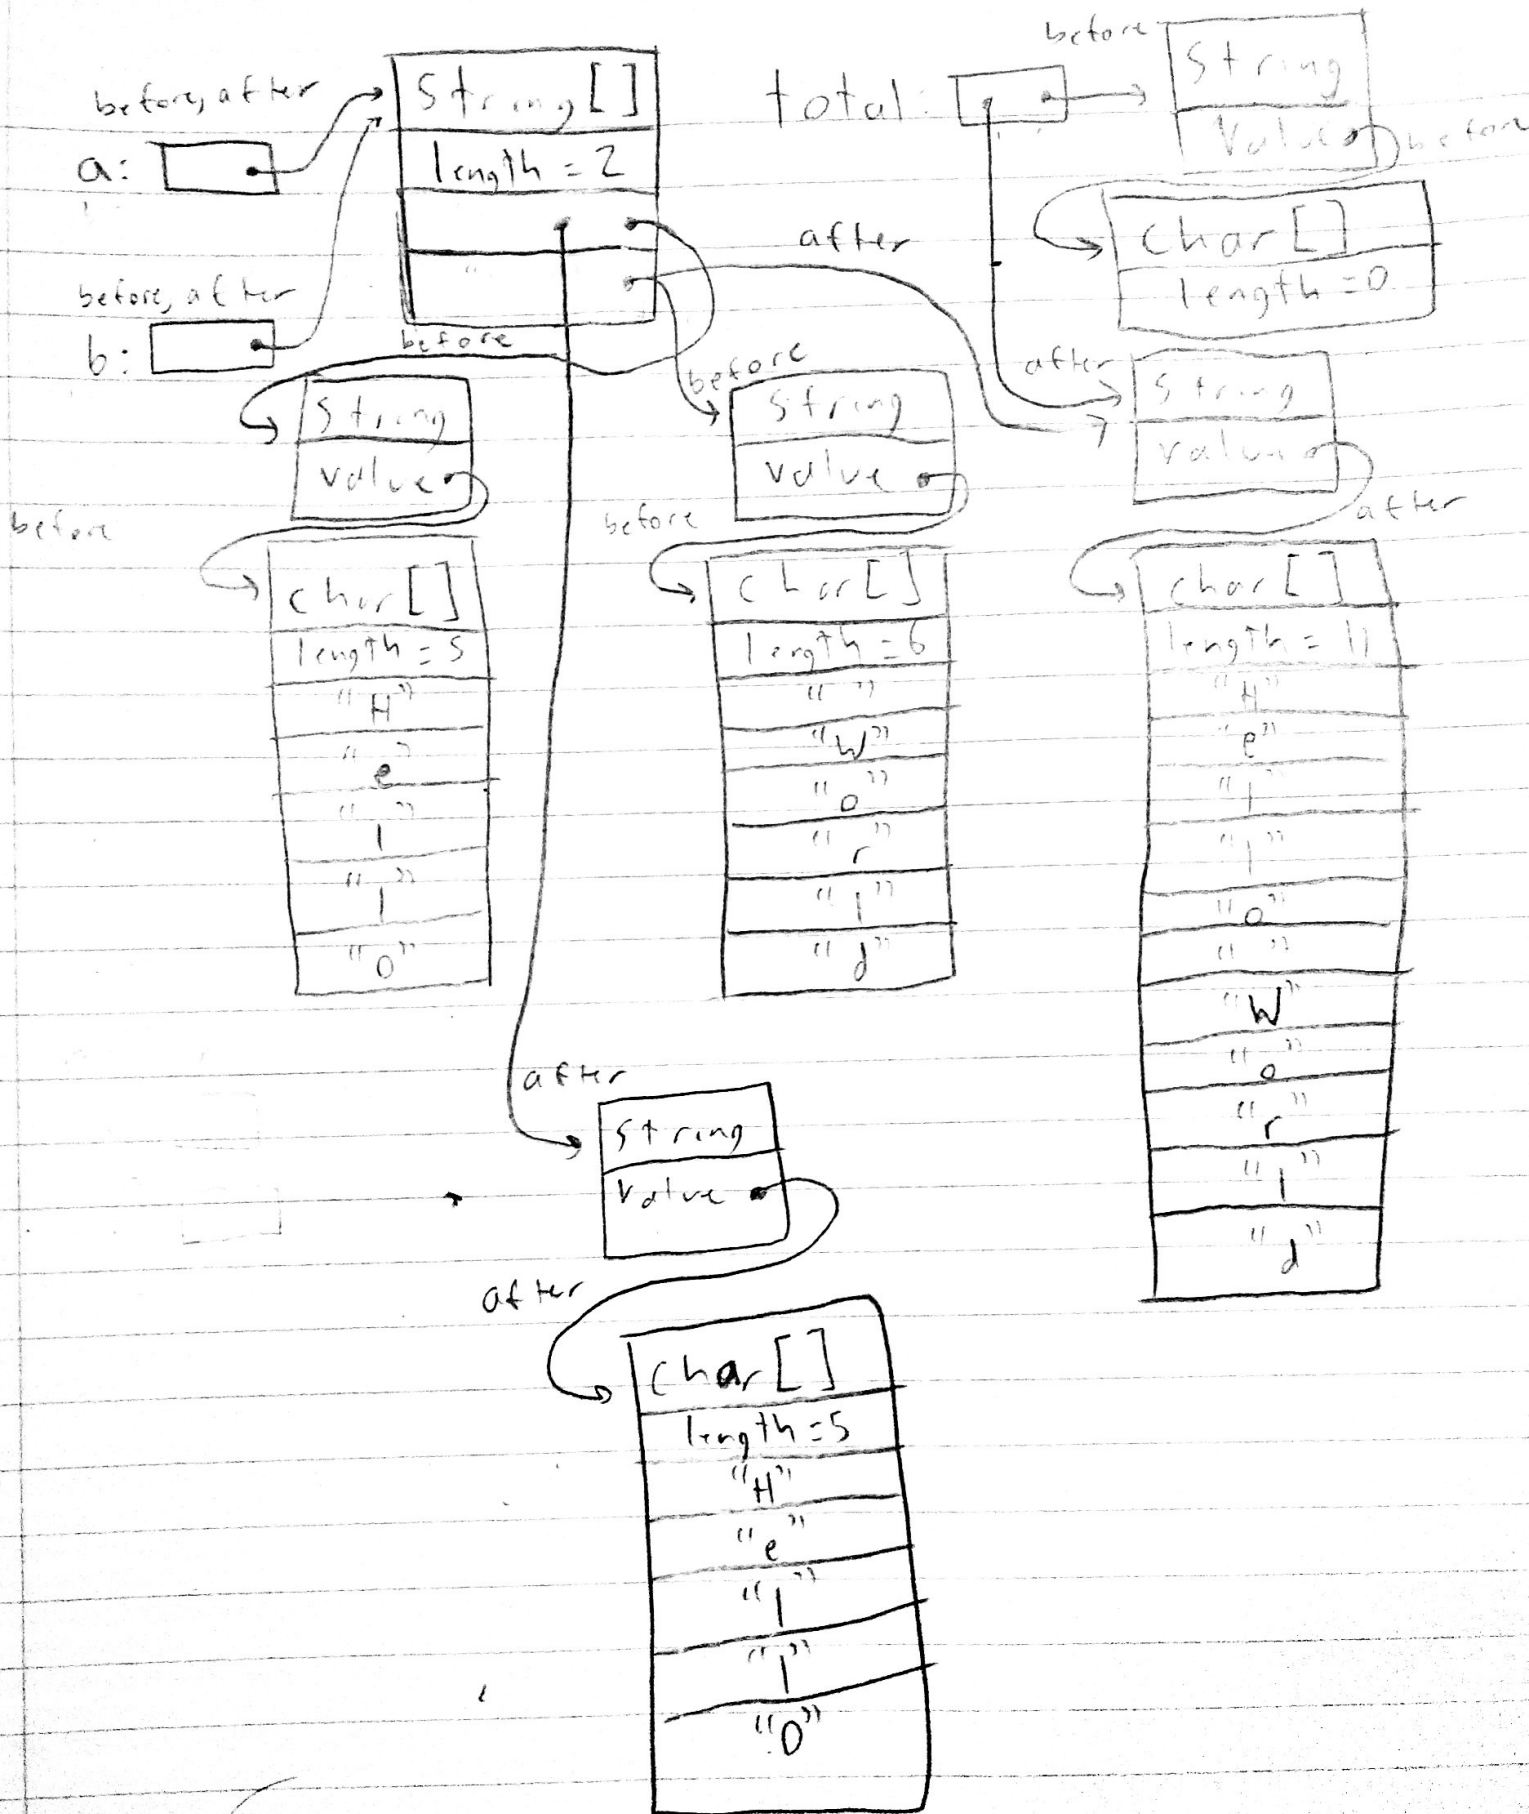 before
before, after
String []
total:
String
length = 2
Value
before
a:
char []
length = 0
after
before, after
b:
before
before
after
String
String
String
value
value
value
before
before
after
char []
char []
char []
length = 5
length = 6
length = 11
"H"
"e"
"l"
"l"
"o"
" "
"W"
"o"
"r"
"l"
"d"
"H"
"e"
"l"
"l"
"o"
" "
"W"
"o"
"r"
"l"
"d"
after
String
Value
after
char []
length = 5
"H"
"e"
"l"
"l"
"o"